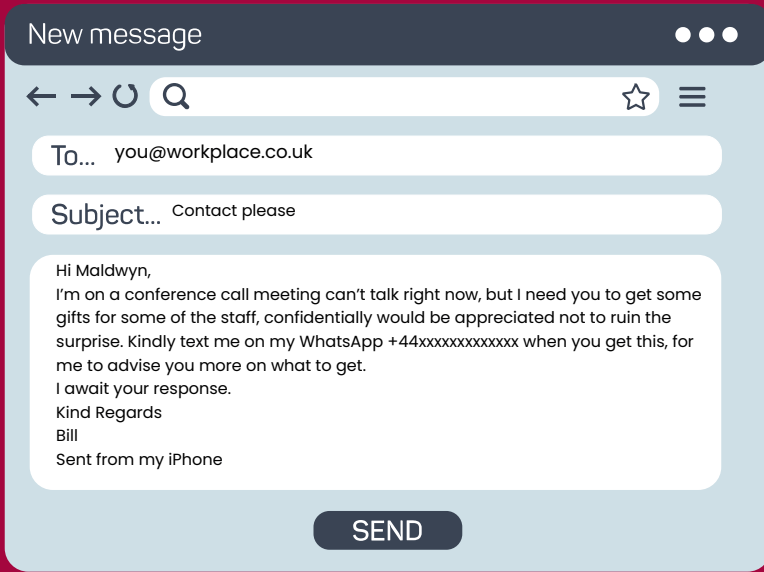 New message
To... you@workplace.co.uk
Subject... Contact please
Hi Maldwyn,
I'm on a conference call meeting can't talk right now, but I need you to get some
gifts for some of the staff, confidentially would be appreciated not to ruin the
surprise. Kindly text me on my WhatsApp +44xxxxxxxxxxxxx when you get this, for
me to advise you more on what to get.
I await your response.
Kind Regards
Bill
Sent from my iPhone
SEND